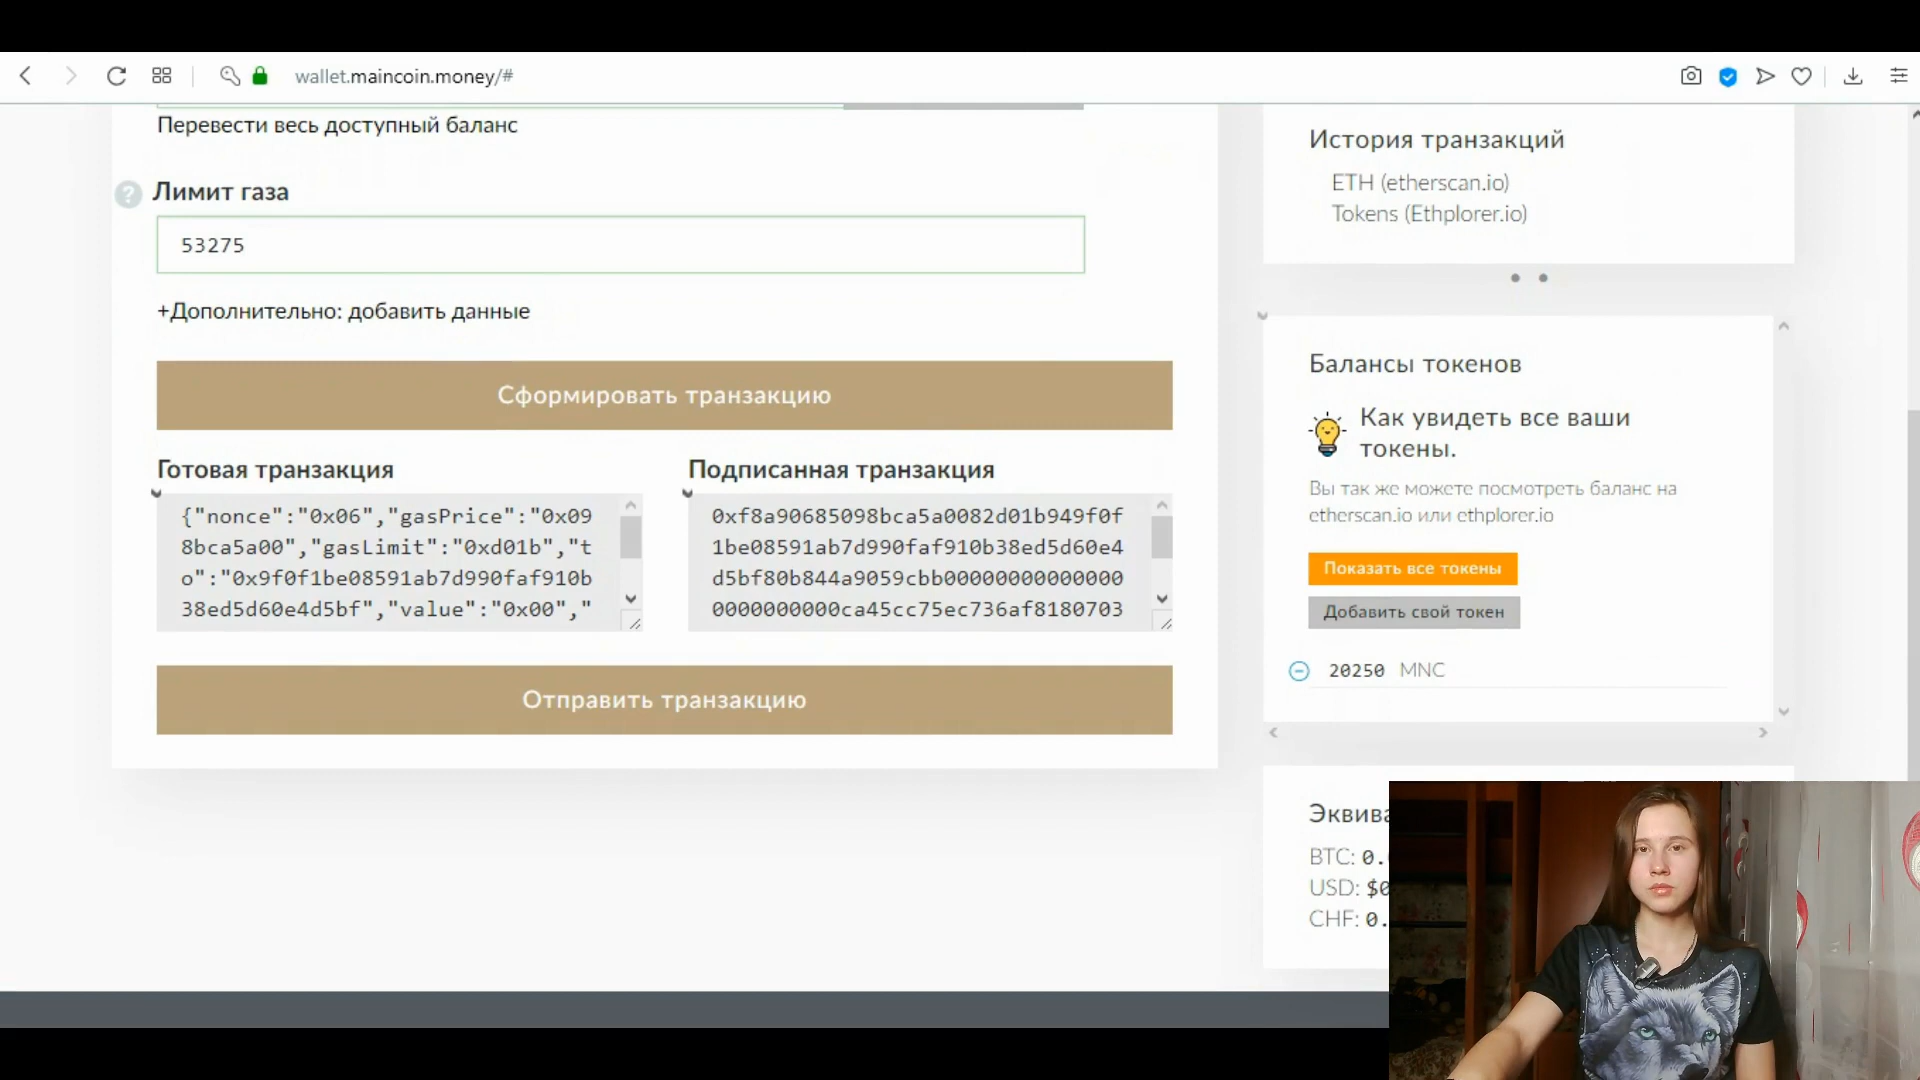 wallet.maincoin.money/#
Перевести весь доступный баланс
Лимит газа
53275
+Дополнительно: добавить данные
Сформировать транзакцию
Готовая транзакция
{"nonce":"0x06","gasPrice":"0x09
8bca5a00","gasLimit":"0xd01b","t
o":"0x9f0f1be08591ab7d990faf910b
38ed5d60e4d5bf","value":"0x00","
Подписанная транзакция
0xf8a90685098bca5a0082d01b949f0f
1be08591ab7d990faf910b38ed5d60e4
d5bf80b844a9059cbb00000000000000
0000000000ca45cc75ec736af8180703
Отправить транзакцию
История транзакций
ETH (etherscan.io)
Tokens (Ethplorer.io)
Балансы токенов
Как увидеть все ваши
токены.
Вы так же можете посмотреть баланс на
etherscan.io или ethplorer.io
Показать все токены
Добавить свой токен
20250 MNC
BTC: 0.
USD: $0
CHF: 0.